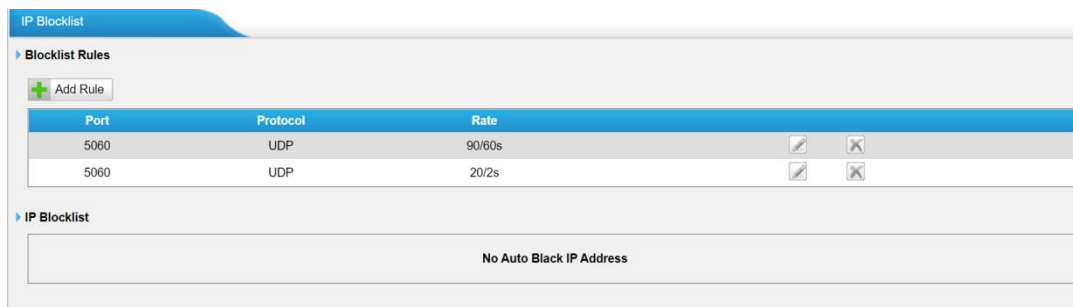 IP Blocklist
Blocklist Rules
Add Rule
Port Protocol Rate
5060 UDP 90/60s
5060 UDP 20/2s
IP Blocklist
No Auto Black IP Address